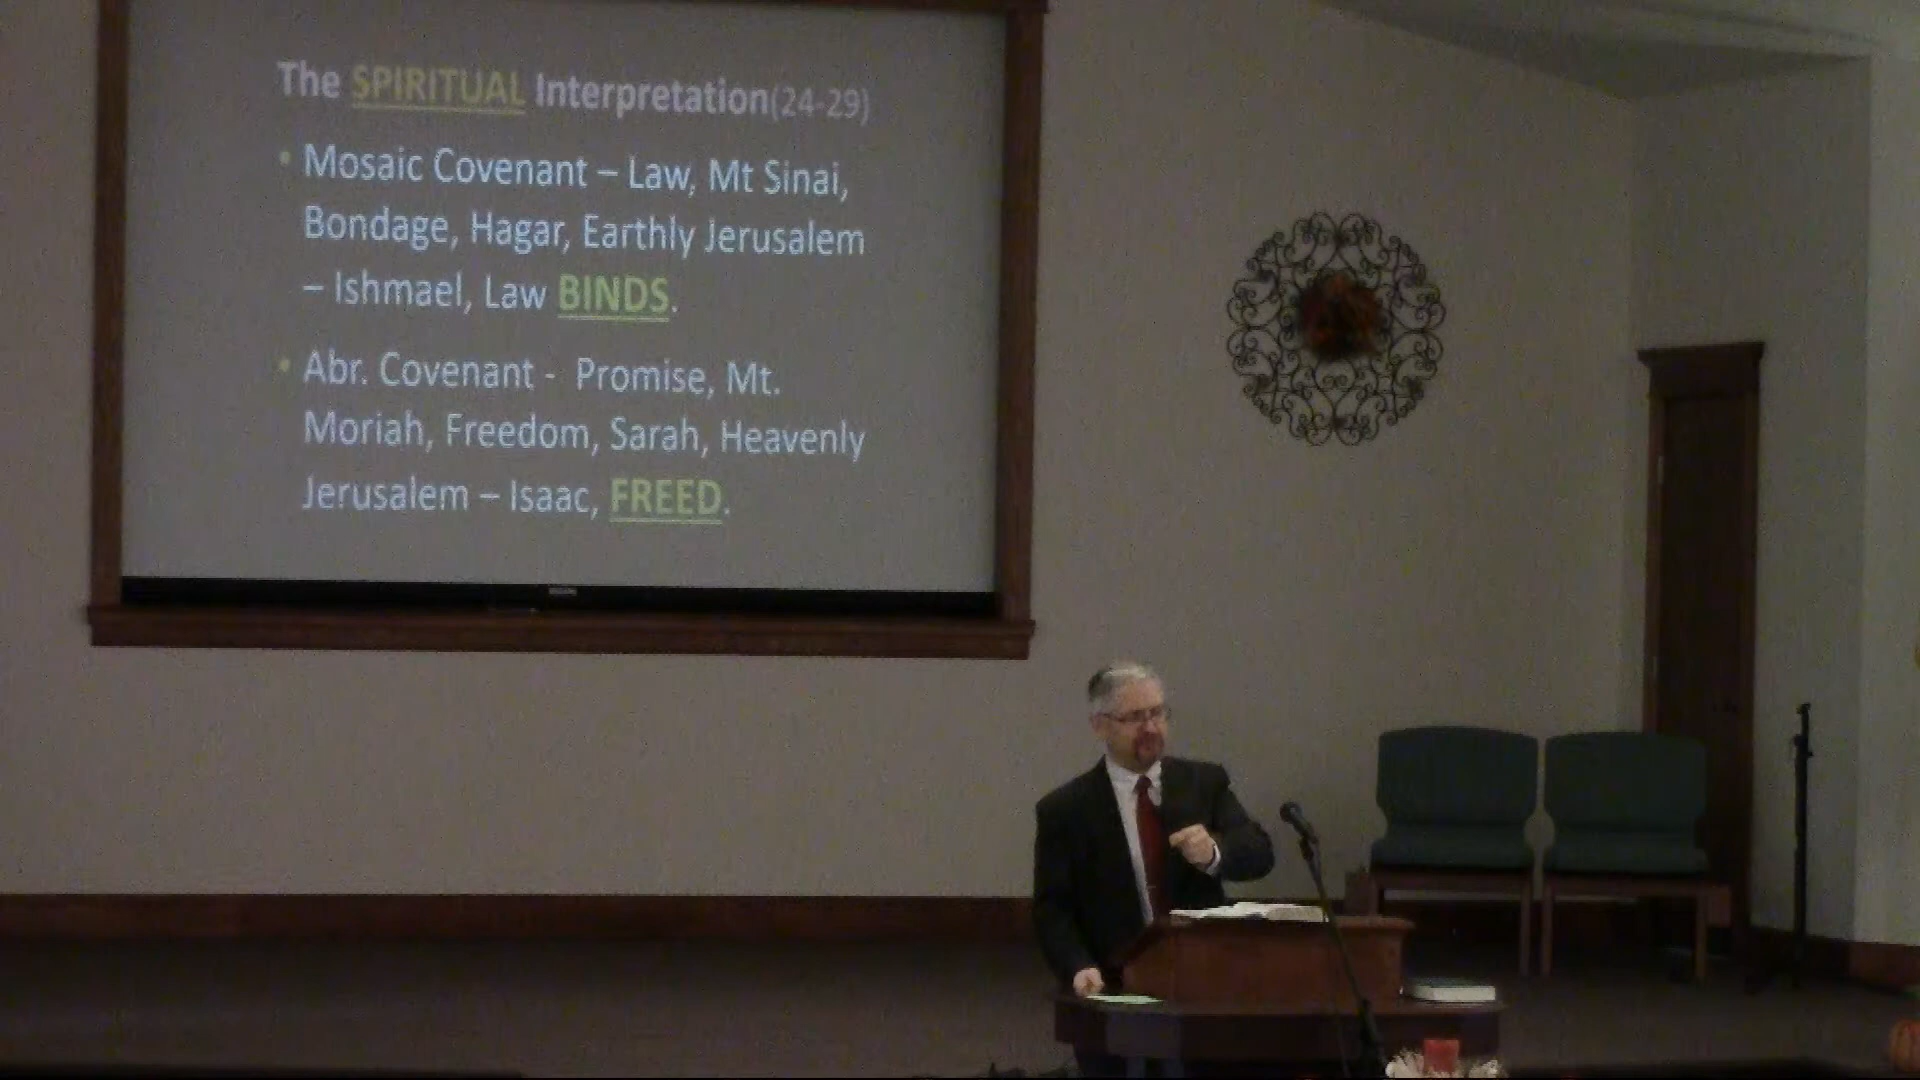 The SPIRITUAL Interpretation(24-29)
• Mosaic Covenant – Law, Mt Sinai,
Bondage, Hagar, Earthly Jerusalem
– Ishmael, Law BINDS.
• Abr. Covenant - Promise, Mt.
Moriah, Freedom, Sarah, Heavenly
Jerusalem – Isaac, FREED.